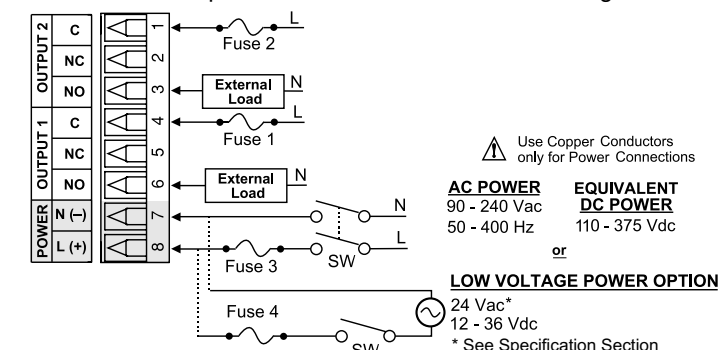 OUTPUT 2
C
1
L
Fuse 2
NC
2
NO
3
External
Load
N
OUTPUT 1
C
4
L
Fuse 1
NC
5
NO
6
External
Load
N
POWER
N (–)
7
N
L (+)
8
Fuse 3
SW
L
Fuse 4
SW
Use Copper Conductors
only for Power Connections
AC POWER
90 - 240 Vac
50 - 400 Hz
EQUIVALENT
DC POWER
110 - 375 Vdc
or
LOW VOLTAGE POWER OPTION
24 Vac*
12 - 36 Vdc
* See Specification Section